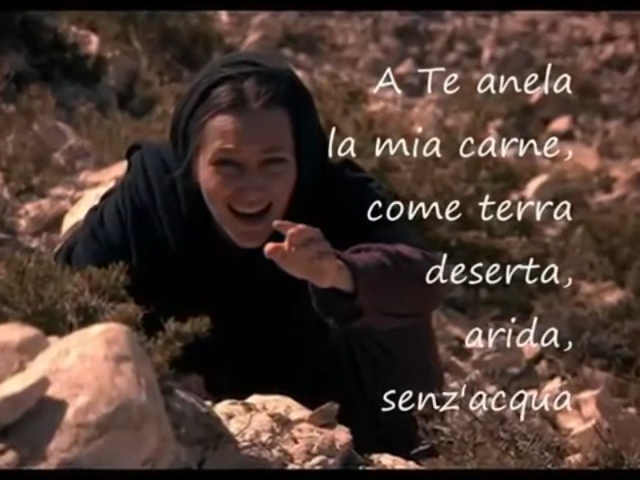 A Te anela
la mia carne,
come terra
deserta,
arida,
senz'acqua